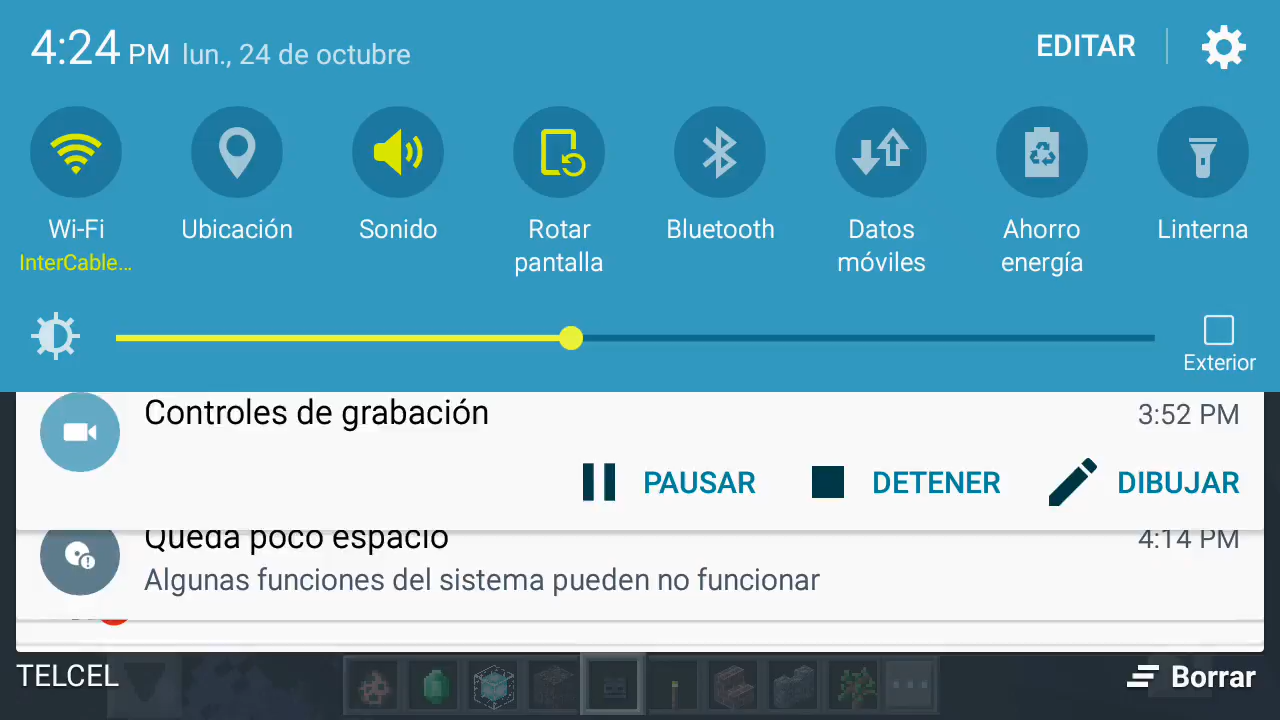 4:24 PM lun., 24 de octubre
EDITAR
Wi-Fi
InterCable...
Ubicación
Sonido
Rotar
pantalla
Bluetooth
Datos
móviles
Ahorro
energía
Linterna
Exterior
Controles de grabación
3:52 PM
PAUSAR
DETENER
DIBUJAR
Queda poco espacio
4:14 PM
Algunas funciones del sistema pueden no funcionar
TELCEL
Borrar